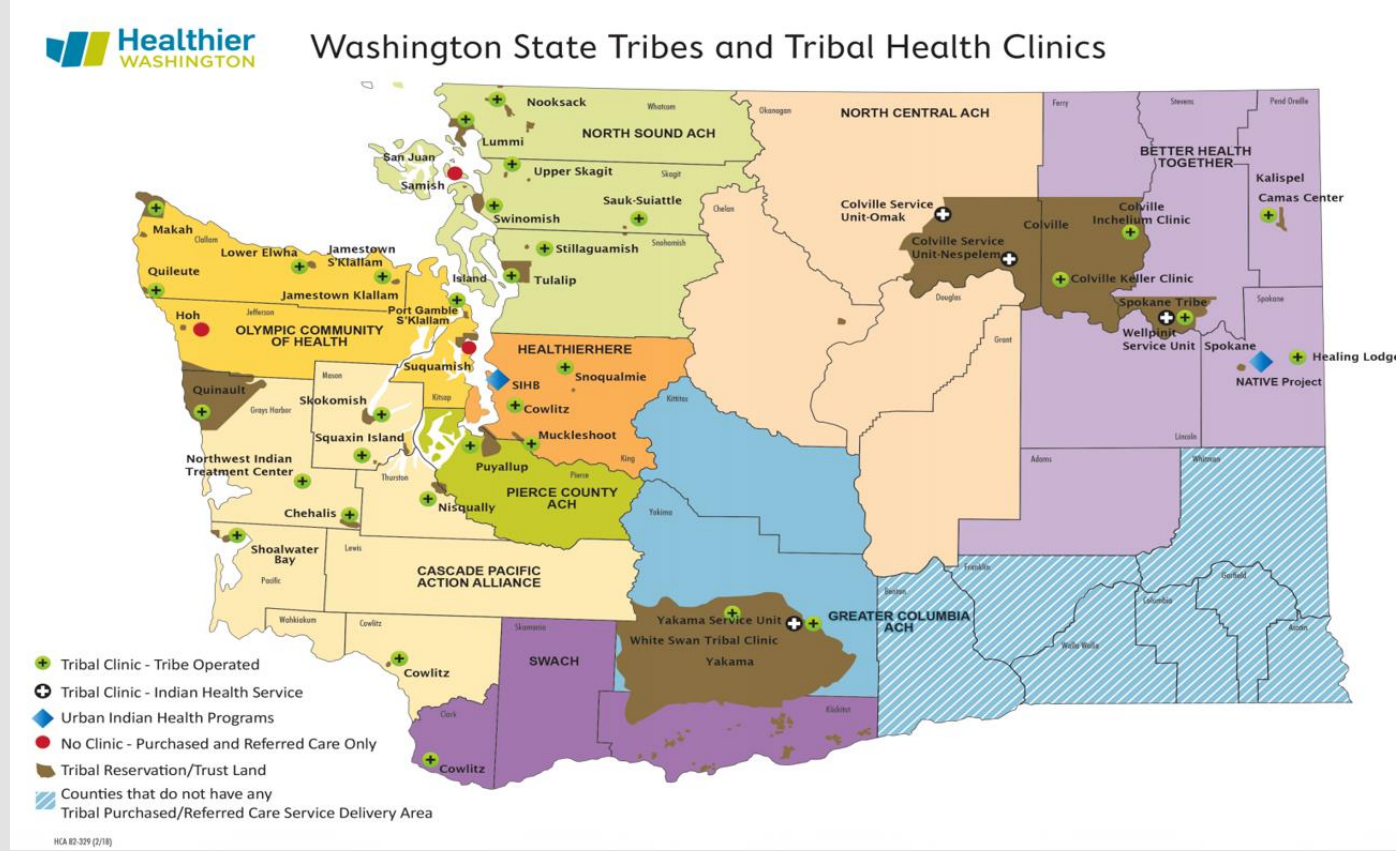 Healthier
WASHINGTON
Washington State Tribes and Tribal Health Clinics
Nooksack
Whatcom
Okanogan
NORTH CENTRAL ACH
Ferry
Stevens
Pend Oreille
NORTH SOUND ACH
Lummi
BETTER HEALTH
TOGETHER
San Juan
Samish
Upper Skagit
Skagit
Kalispel
Camas Center
Sauk-Suiattle
Swinomish
Chelan
Colville Service
Unit-Omak
Colville
Colville
Inchelium Clinic
Makah
Clallam
Lower Elwha
Jamestown
S'Klallam
Stillaguamish
Snohomish
Colville Service
Unit-Nespelem
Quileute
Island
Tulalip
Colville Keller Clinic
Jamestown Klallam
Douglas
Spokane Tribe
Spokane
Hoh
Jefferson
Port Gamble
S'Klallam
OLYMPIC COMMUNITY
OF HEALTH
Grant
Wellpinit
Service Unit
Spokane
Healing Lodge
HEALTHIERHERE
Suquamish
Snoqualmie
NATIVE Project
Mason
SIHB
Quinault
Grays Harbor
Skokomish
Kitsap
Cowlitz
Kittitas
Squaxin Island
Muckleshoot
Lincoln
Northwest Indian
Treatment Center
King
Puyallup
Adams
Whitman
Thurston
Pierce
PIERCE COUNTY
ACH
Nisqually
Chehalis
Yakima
Shoalwater
Bay
Lewis
CASCADE PACIFIC
ACTION ALLIANCE
Franklin
Pacific
Benton
Garfield
Columbia
Wahkiakum
Cowlitz
Skamania
Yakama Service Unit
GREATER COLUMBIA
ACH
Asotin
White Swan Tribal Clinic
Walla Walla
SWACH
Yakama
Cowlitz
Clark
Klickitat
Cowlitz
Tribal Clinic - Tribe Operated
Tribal Clinic - Indian Health Service
Urban Indian Health Programs
No Clinic - Purchased and Referred Care Only
Tribal Reservation/Trust Land
Counties that do not have any
Tribal Purchased/Referred Care Service Delivery Area
HCA 82-329 (2/18)